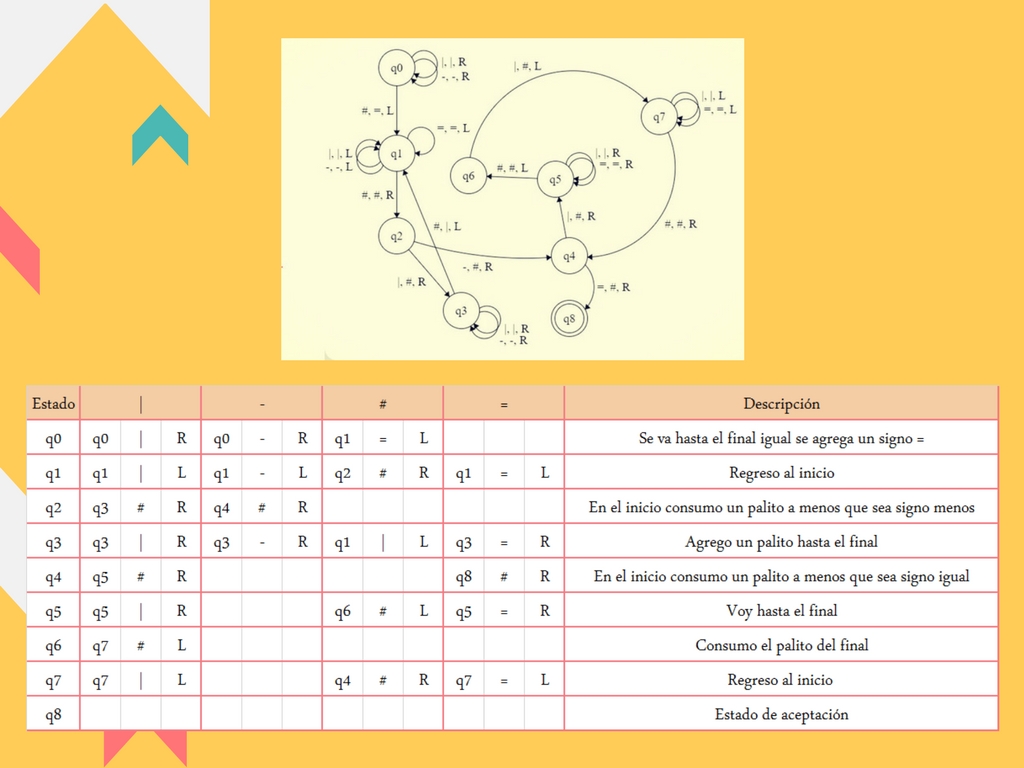 q0
|, |, R
-, -, R
#, =, L
=, =, L
|, |, L
-, -, L
q1
#, #, R
q2
#, |, L
-, #, R
|, #, R
q3
|, |, R
-, -, R
|, #, L
q6
#, #, L
q5
|, |, R
=, =, R
|, #, R
q4
=, #, R
q8
q7
|, |, L
=, =, L
#, #, R
Estado | - # = Descripción
q0 q0 | R q0 - R q1 = L Se va hasta el final igual se agrega un signo =
q1 q1 | L q1 - L q2 # R q1 = L Regreso al inicio
q2 q3 # R q4 # R En el inicio consumo un palito a menos que sea signo menos
q3 q3 | R q3 - R q1 | L q3 = R Agrego un palito hasta el final
q4 q5 # R q8 # R En el inicio consumo un palito a menos que sea signo igual
q5 q5 | R q6 # L q5 = R Voy hasta el final
q6 q7 # L Consumo el palito del final
q7 q7 | L q4 # R q7 = L Regreso al inicio
q8 Estado de aceptación